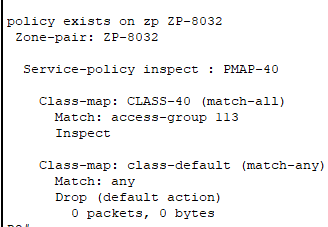 policy exists on zp ZP-8032
Zone-pair: ZP-8032
Service-policy inspect : PMAP-40
Class-map: CLASS-40 (match-all)
Match: access-group 113
Inspect
Class-map: class-default (match-any)
Match: any
Drop (default action)
0 packets, 0 bytes